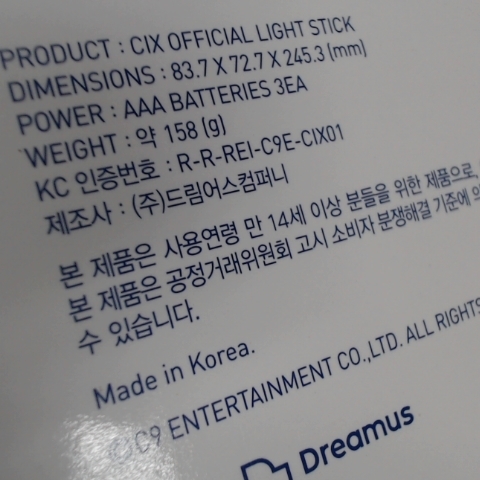 PRODUCT : CIX OFFICIAL LIGHT STICK
DIMENSIONS : 83.7 X 72.7 X 245.3 (mm)
POWER : AAA BATTERIES 3EA
WEIGHT : 약 158 (g)
KC 인증번호 : R-R-REI-C9E-CIX01
제조사 : (주)드림어스컴퍼니
본 제품은 사용연령 만 14세 이상 분들을 위한 제품으로,
본 제품은 공정거래위원회 고시 소비자 분쟁해결 기준에 의
수 있습니다.
Made in Korea.
© C9 ENTERTAINMENT CO.,LTD. ALL RIGHTS
Dreamus